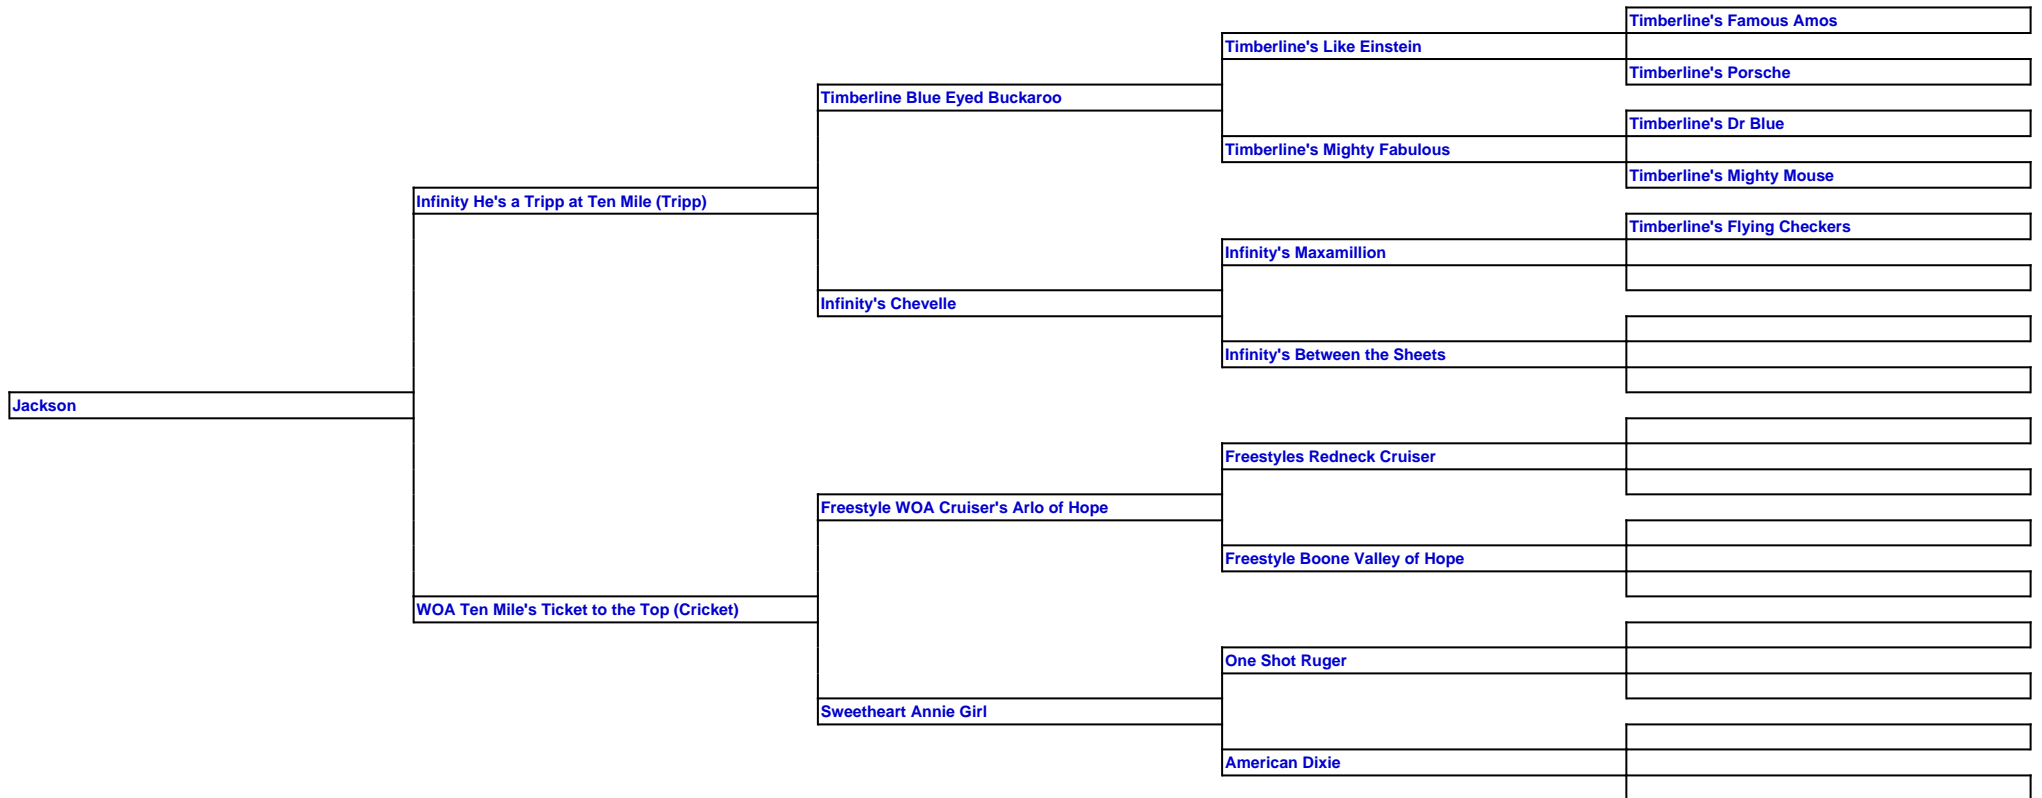 Timberline's Famous Amos
Timberline's Like Einstein
Timberline's Porsche
Timberline Blue Eyed Buckaroo
Timberline's Dr Blue
Timberline's Mighty Fabulous
Timberline's Mighty Mouse
Infinity He's a Tripp at Ten Mile (Tripp)
Timberline's Flying Checkers
Infinity's Maxamillion
Infinity's Chevelle
Infinity's Between the Sheets
Jackson
Freestyles Redneck Cruiser
Freestyle WOA Cruiser's Arlo of Hope
Freestyle Boone Valley of Hope
WOA Ten Mile's Ticket to the Top (Cricket)
One Shot Ruger
Sweetheart Annie Girl
American Dixie